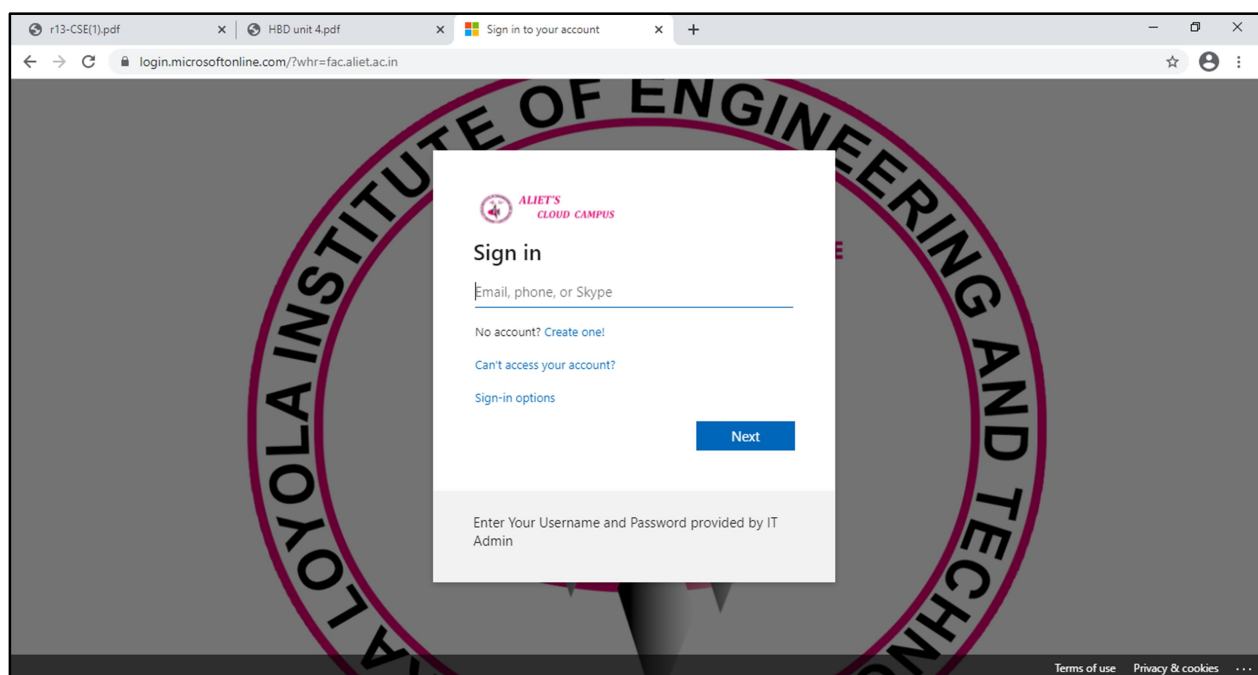 r13-CSE(1).pdf
HBD unit 4.pdf
Sign in to your account
login.microsoftonline.com/?whr=fac.aliet.ac.in
LOYOLA INSTITUTE OF ENGINEERING AND TECHNO
ALIET'S
CLOUD CAMPUS
Sign in
Email, phone, or Skype
No account? Create one!
Can't access your account?
Sign-in options
Next
Enter Your Username and Password provided by IT
Admin
Terms of use Privacy & cookies ...